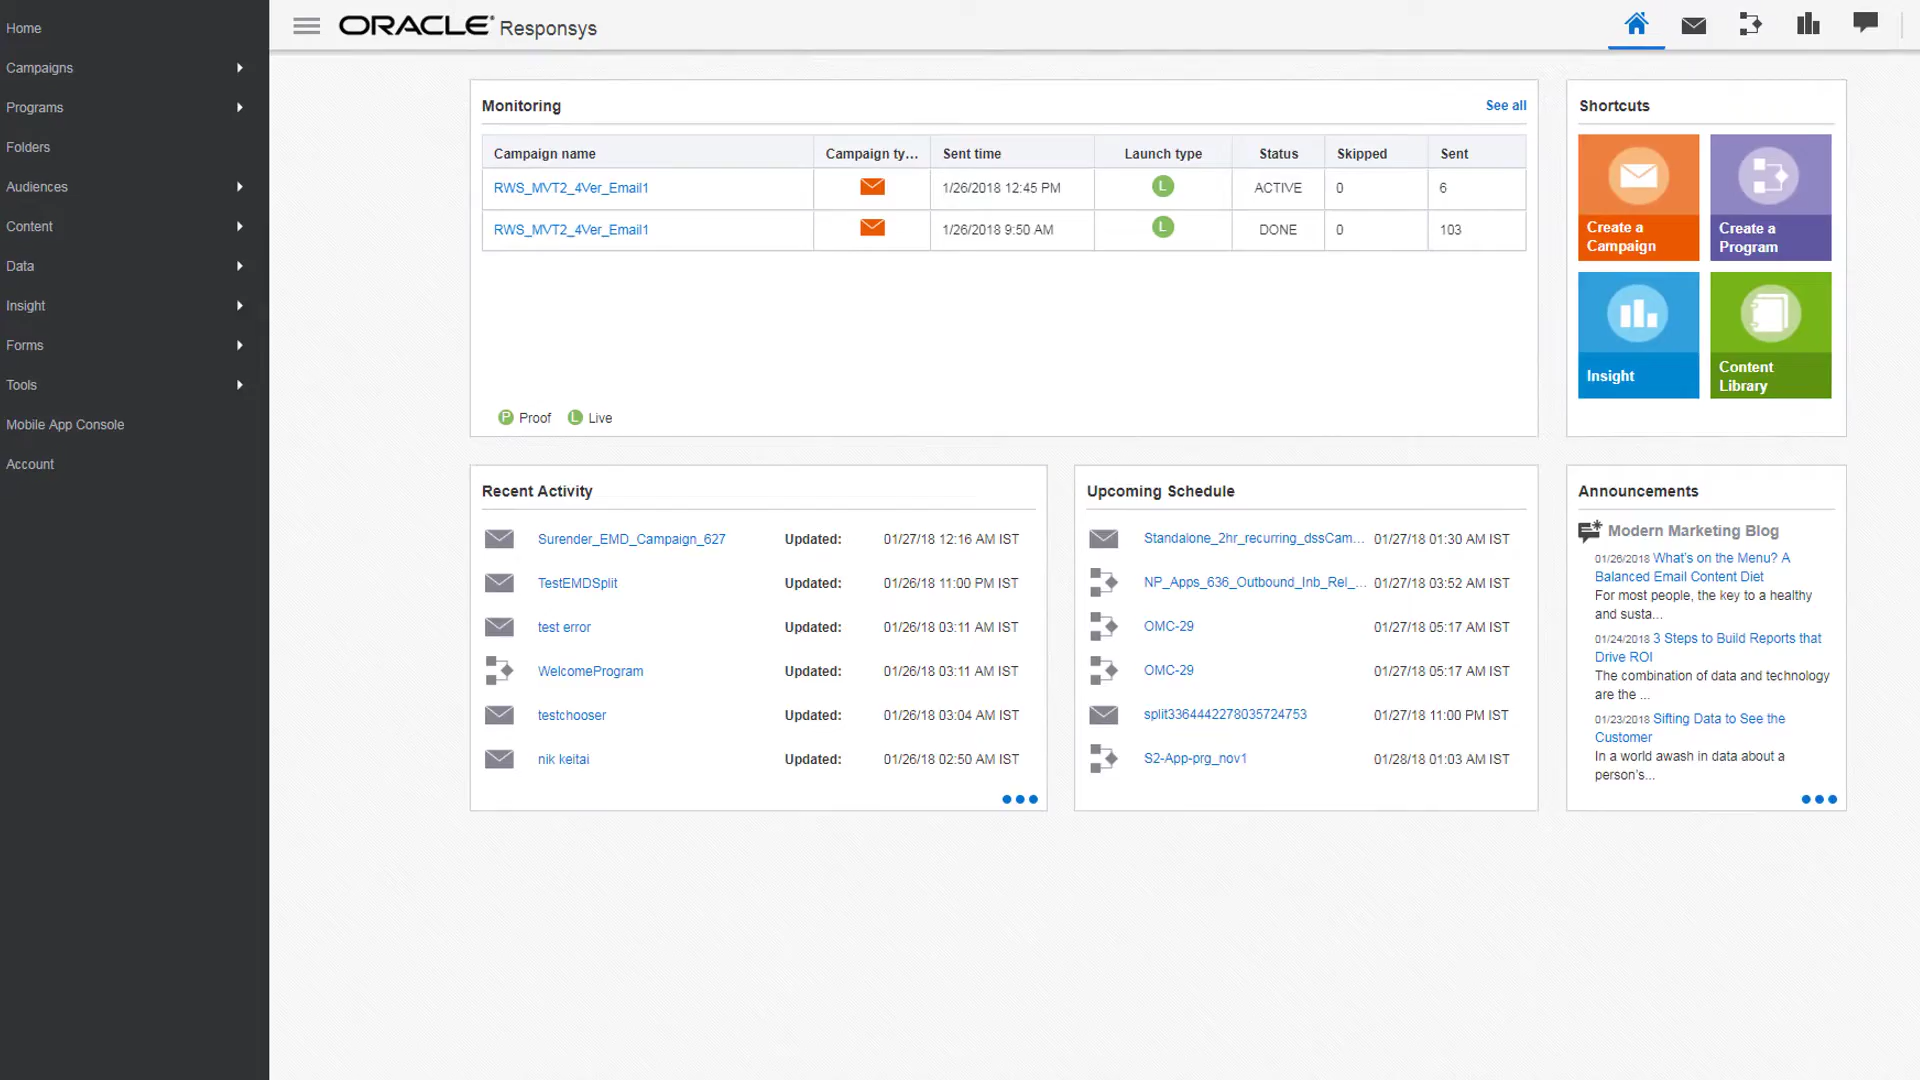 Home
Campaigns
Programs
Folders
Audiences
Content
Data
Insight
Forms
Tools
Mobile App Console
Account
ORACLE Responsys
Monitoring See all
Campaign name Campaign ty... Sent time Launch type Status Skipped Sent
RWS_MVT2_4Ver_Email1 1/26/2018 12:45 PM L ACTIVE 0 6
RWS_MVT2_4Ver_Email1 1/26/2018 9:50 AM L DONE 0 103
P Proof L Live
Shortcuts
Create a
Campaign
Create a
Program
Insight
Content
Library
Recent Activity
Surender_EMD_Campaign_627 Updated: 01/27/18 12:16 AM IST
TestEMDSplit Updated: 01/26/18 11:00 PM IST
test error Updated: 01/26/18 03:11 AM IST
WelcomeProgram Updated: 01/26/18 03:11 AM IST
testchooser Updated: 01/26/18 03:04 AM IST
nik keitai Updated: 01/26/18 02:50 AM IST
Upcoming Schedule
Standalone_2hr_recurring_dssCam... 01/27/18 01:30 AM IST
NP_Apps_636_Outbound_Inb_Rel_... 01/27/18 03:52 AM IST
OMC-29 01/27/18 05:17 AM IST
OMC-29 01/27/18 05:17 AM IST
split3364442278035724753 01/27/18 11:00 PM IST
S2-App-prg_nov1 01/28/18 01:03 AM IST
Announcements
Modern Marketing Blog
01/26/2018 What's on the Menu? A
Balanced Email Content Diet
For most people, the key to a healthy
and susta...
01/24/2018 3 Steps to Build Reports that
Drive ROI
The combination of data and technology
are the ...
01/23/2018 Sifting Data to See the
Customer
In a world awash in data about a
person's...